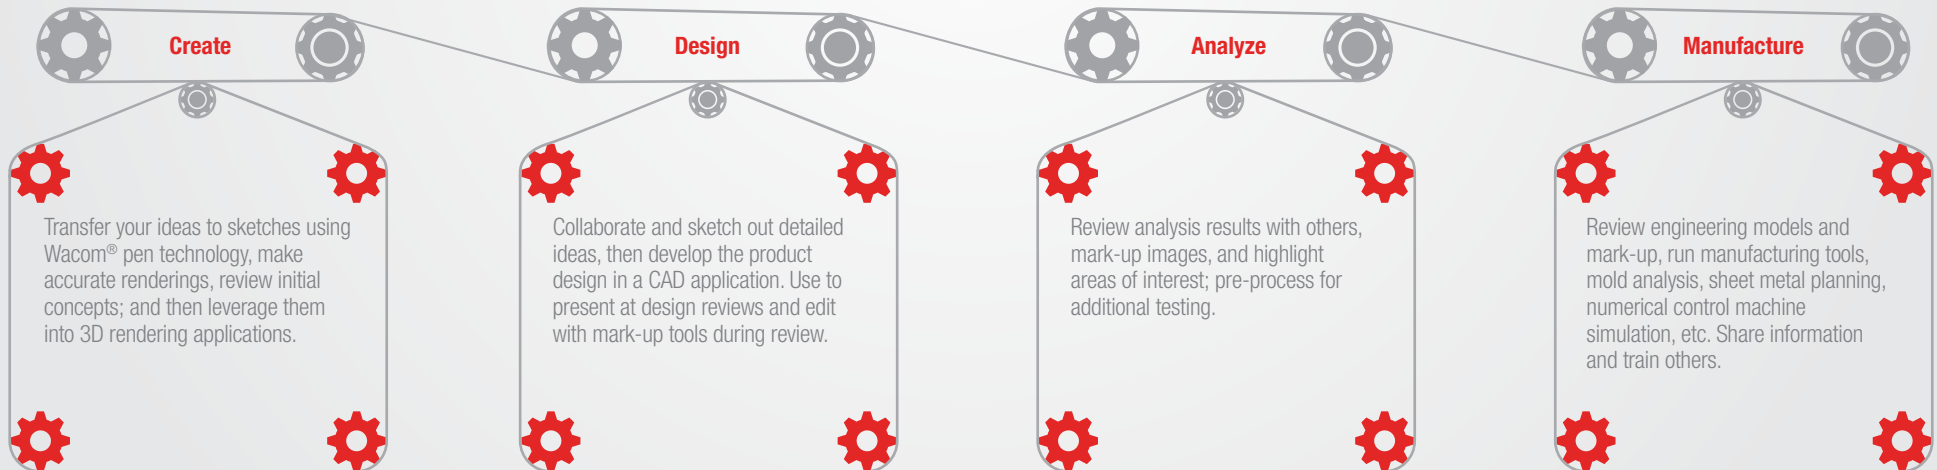 Create
Transfer your ideas to sketches using
Wacom® pen technology, make
accurate renderings, review initial
concepts; and then leverage them
into 3D rendering applications.
Design
Collaborate and sketch out detailed
ideas, then develop the product
design in a CAD application. Use to
present at design reviews and edit
with mark-up tools during review.
Analyze
Review analysis results with others,
mark-up images, and highlight
areas of interest; pre-process for
additional testing.
Manufacture
Review engineering models and
mark-up, run manufacturing tools,
mold analysis, sheet metal planning,
numerical control machine
simulation, etc. Share information
and train others.